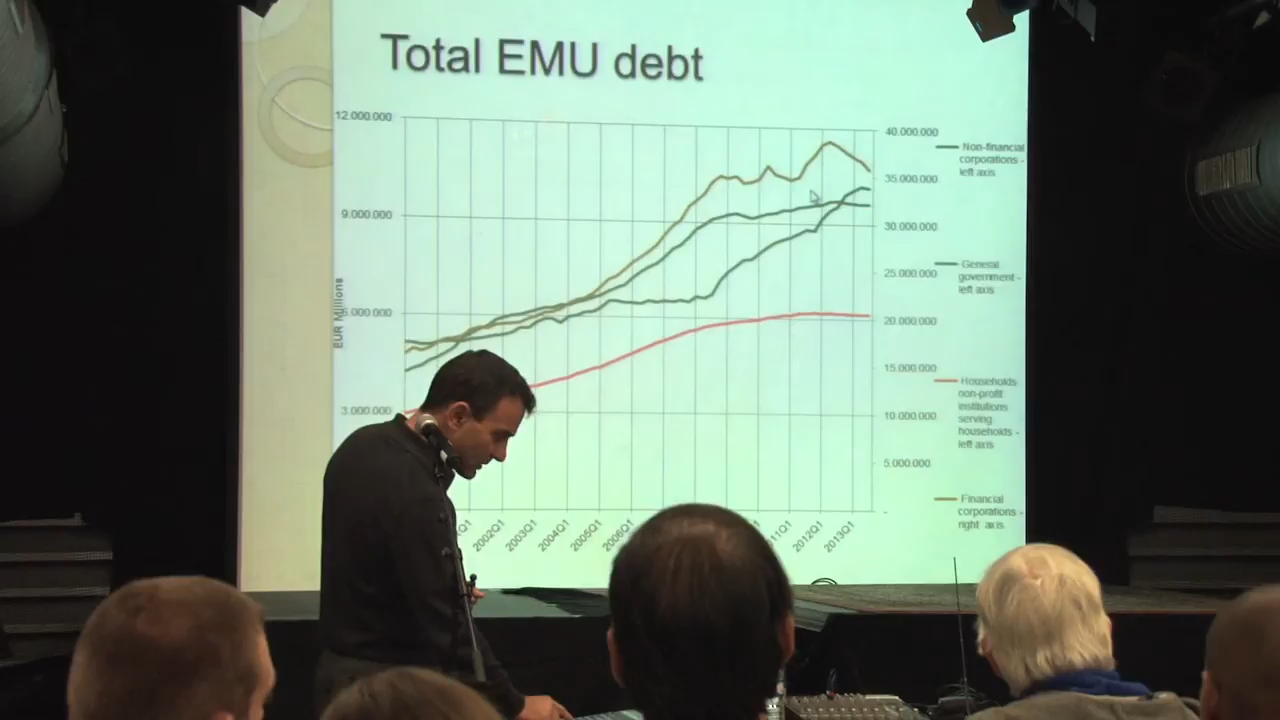 Total EMU debt
12.000.000
9.000.000
3.000.000
EUR Millions
40.000.000
35.000.000
30.000.000
25.000.000
20.000.000
15.000.000
10.000.000
5.000.000
-
2002Q1
2003Q1
2004Q1
2005Q1
2012Q1
2013Q1
Non-financial
corporations -
left axis
General
government -
left axis
Households
non-profit
institutions
serving
households -
left axis
Financial
corporations -
right axis